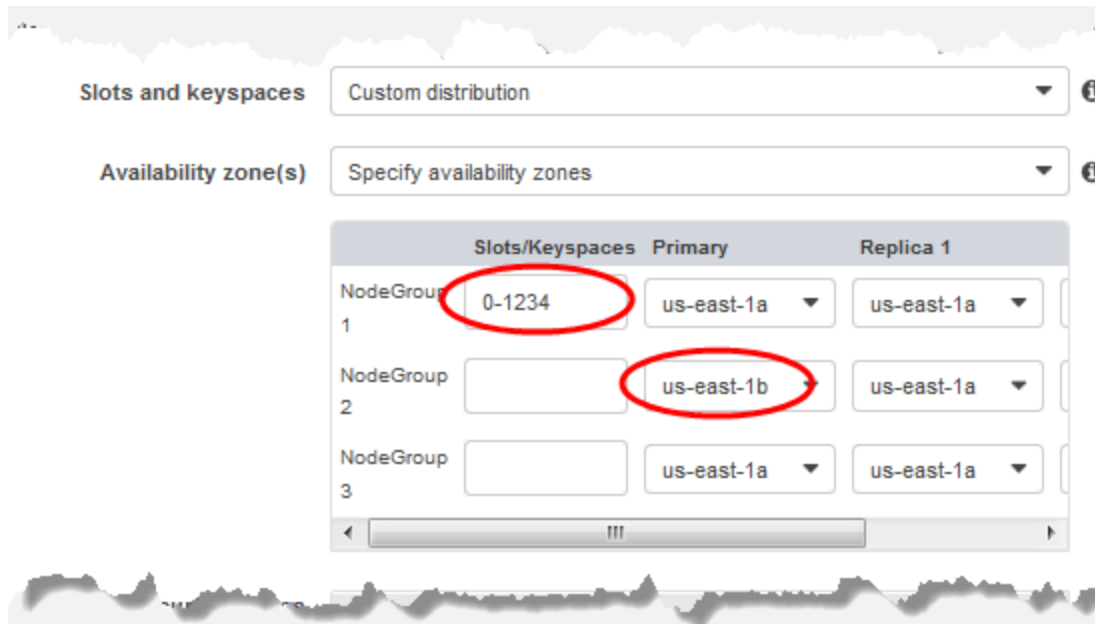 Slots and keyspaces Custom distribution
Availability zone(s) Specify availability zones
Slots/Keyspaces Primary Replica 1
NodeGroup 1 0-1234 us-east-1a us-east-1a
NodeGroup 2 us-east-1b us-east-1a
NodeGroup 3 us-east-1a us-east-1a